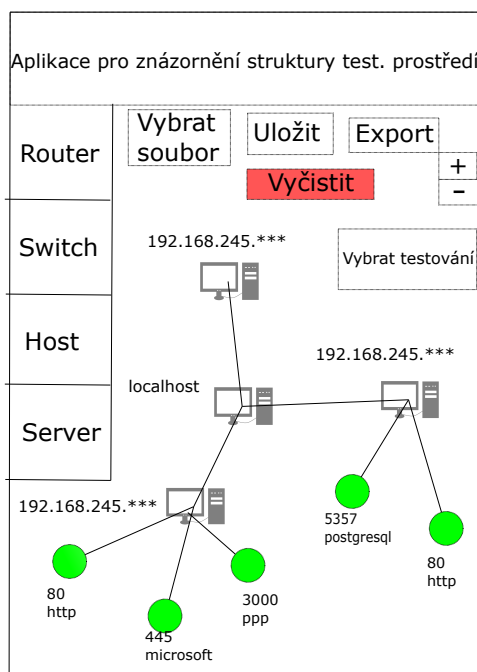 Aplikace pro znázornění struktury test. prostředí
Router
Switch
Host
Server
Vybrat
soubor
Uložit
Export
Vyčistit
+
-
Vybrat testování
192.168.245.***
192.168.245.***
localhost
192.168.245.***
80
http
445
microsoft
3000
ppp
5357
postgresql
80
http